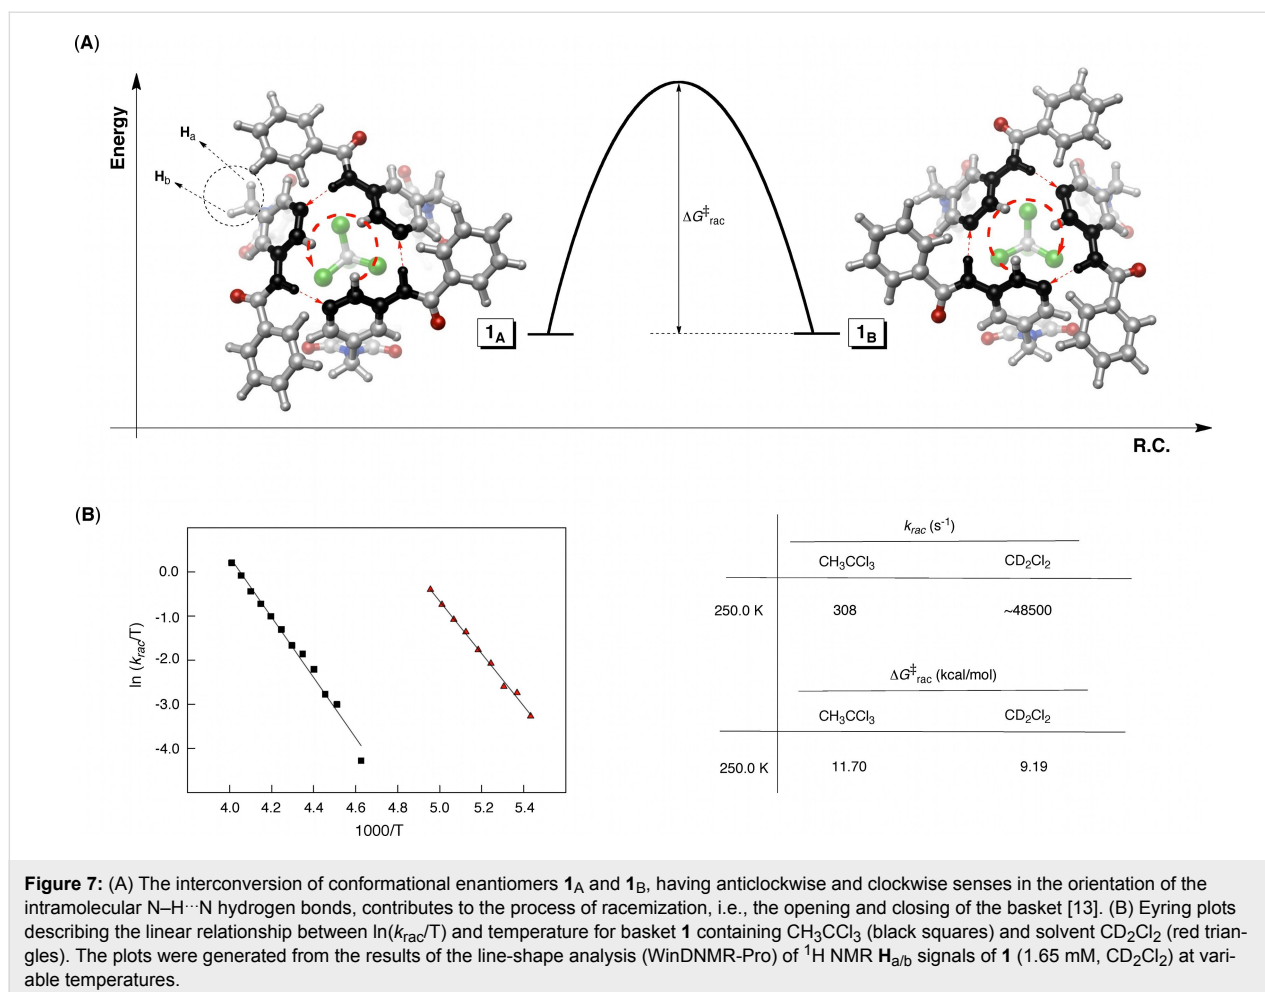 (A)
Energy
Ha
Hb
ΔG‡rac
1A
1B
R.C.
(B)
ln (krac/T)
0.0
-1.0
-2.0
-3.0
-4.0
4.0 4.2 4.4 4.6 4.8 5.0 5.2 5.4
1000/T
krac (s-1)
CH3CCl3 CD2Cl2
250.0 K 308 ~48500
ΔG‡rac (kcal/mol)
CH3CCl3 CD2Cl2
250.0 K 11.70 9.19
Figure 7: (A) The interconversion of conformational enantiomers 1A and 1B, having anticlockwise and clockwise senses in the orientation of the
intramolecular N–H···N hydrogen bonds, contributes to the process of racemization, i.e., the opening and closing of the basket [13]. (B) Eyring plots
describing the linear relationship between ln(krac/T) and temperature for basket 1 containing CH3CCl3 (black squares) and solvent CD2Cl2 (red trian-
gles). The plots were generated from the results of the line-shape analysis (WinDNMR-Pro) of 1H NMR Ha/b signals of 1 (1.65 mM, CD2Cl2) at vari-
able temperatures.